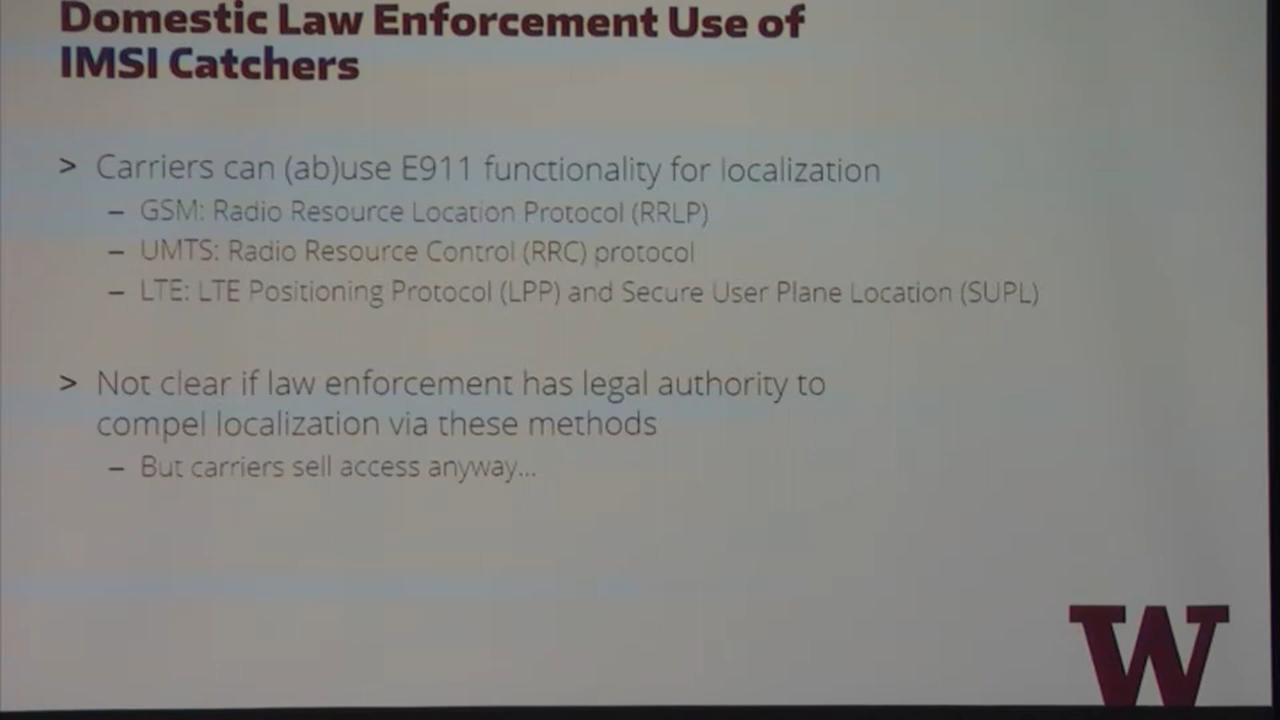 Domestic Law Enforcement Use of
IMSI Catchers
> Carriers can (ab)use E911 functionality for localization
– GSM: Radio Resource Location Protocol (RRLP)
– UMTS: Radio Resource Control (RRC) protocol
– LTE: LTE Positioning Protocol (LPP) and Secure User Plane Location (SUPL)
> Not clear if law enforcement has legal authority to
compel localization via these methods
– But carriers sell access anyway...
W